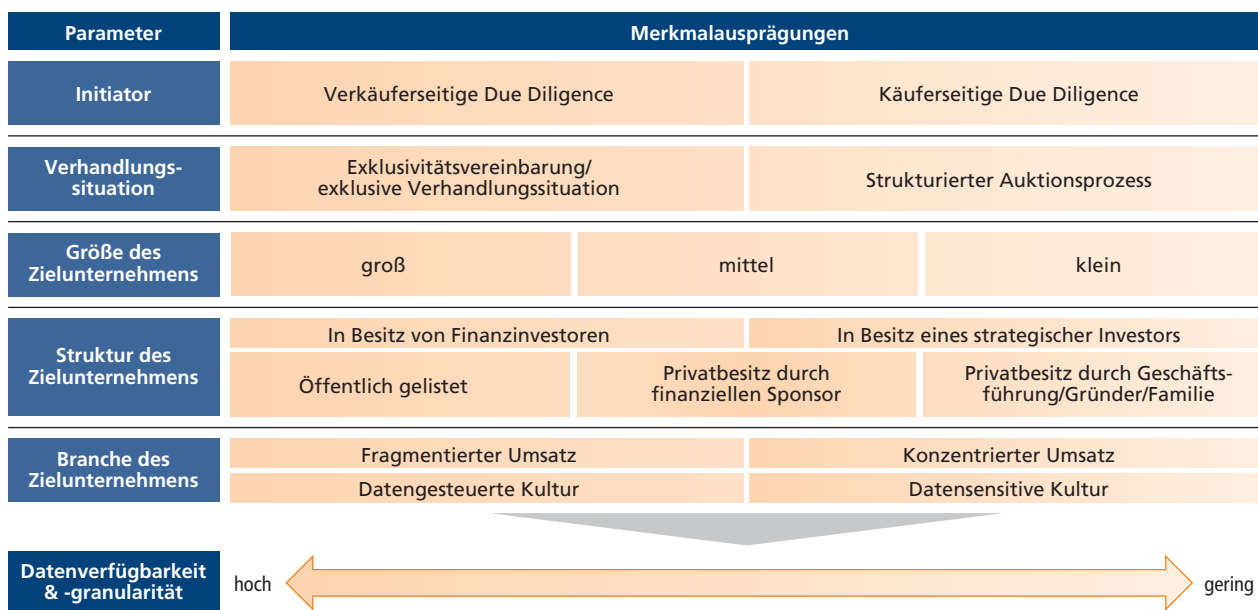 Parameter
Merkmalausprägungen
Initiator
Verkäuferseitige Due Diligence
Käuferseitige Due Diligence
Verhandlungs-
situation
Exklusivitätsvereinbarung/
exklusive Verhandlungssituation
Strukturierter Auktionsprozess
Größe des
Zielunternehmens
groß
mittel
klein
Struktur des
Zielunternehmens
In Besitz von Finanzinvestoren
In Besitz eines strategischer Investors
Öffentlich gelistet
Privatbesitz durch
finanziellen Sponsor
Privatbesitz durch Geschäfts-
führung/Gründer/Familie
Branche des
Zielunternehmens
Fragmentierter Umsatz
Konzentrierter Umsatz
Datengesteuerte Kultur
Datensensitive Kultur
Datenverfügbarkeit
& -granularität
hoch
gering